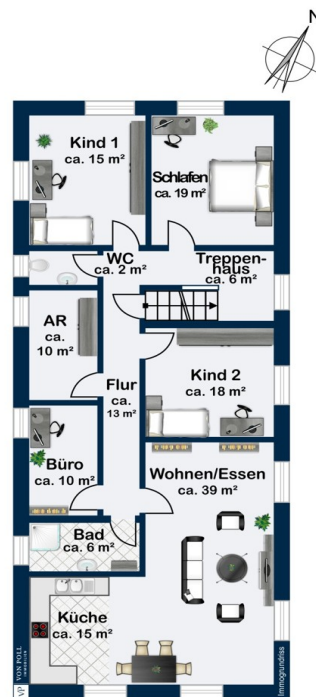 N
Kind 1
ca. 15 m²
Schlafen
ca. 19 m²
WC
ca. 2 m²
Treppen-
haus
ca. 6 m²
AR
ca.
10 m²
Flur
ca.
13 m²
Kind 2
ca. 18 m²
Büro
ca. 10 m²
Wohnen/Essen
ca. 39 m²
Bad
ca. 6 m²
Küche
ca. 15 m²
VP
VON POLL
IMMOBILIEN
Immogrundriss